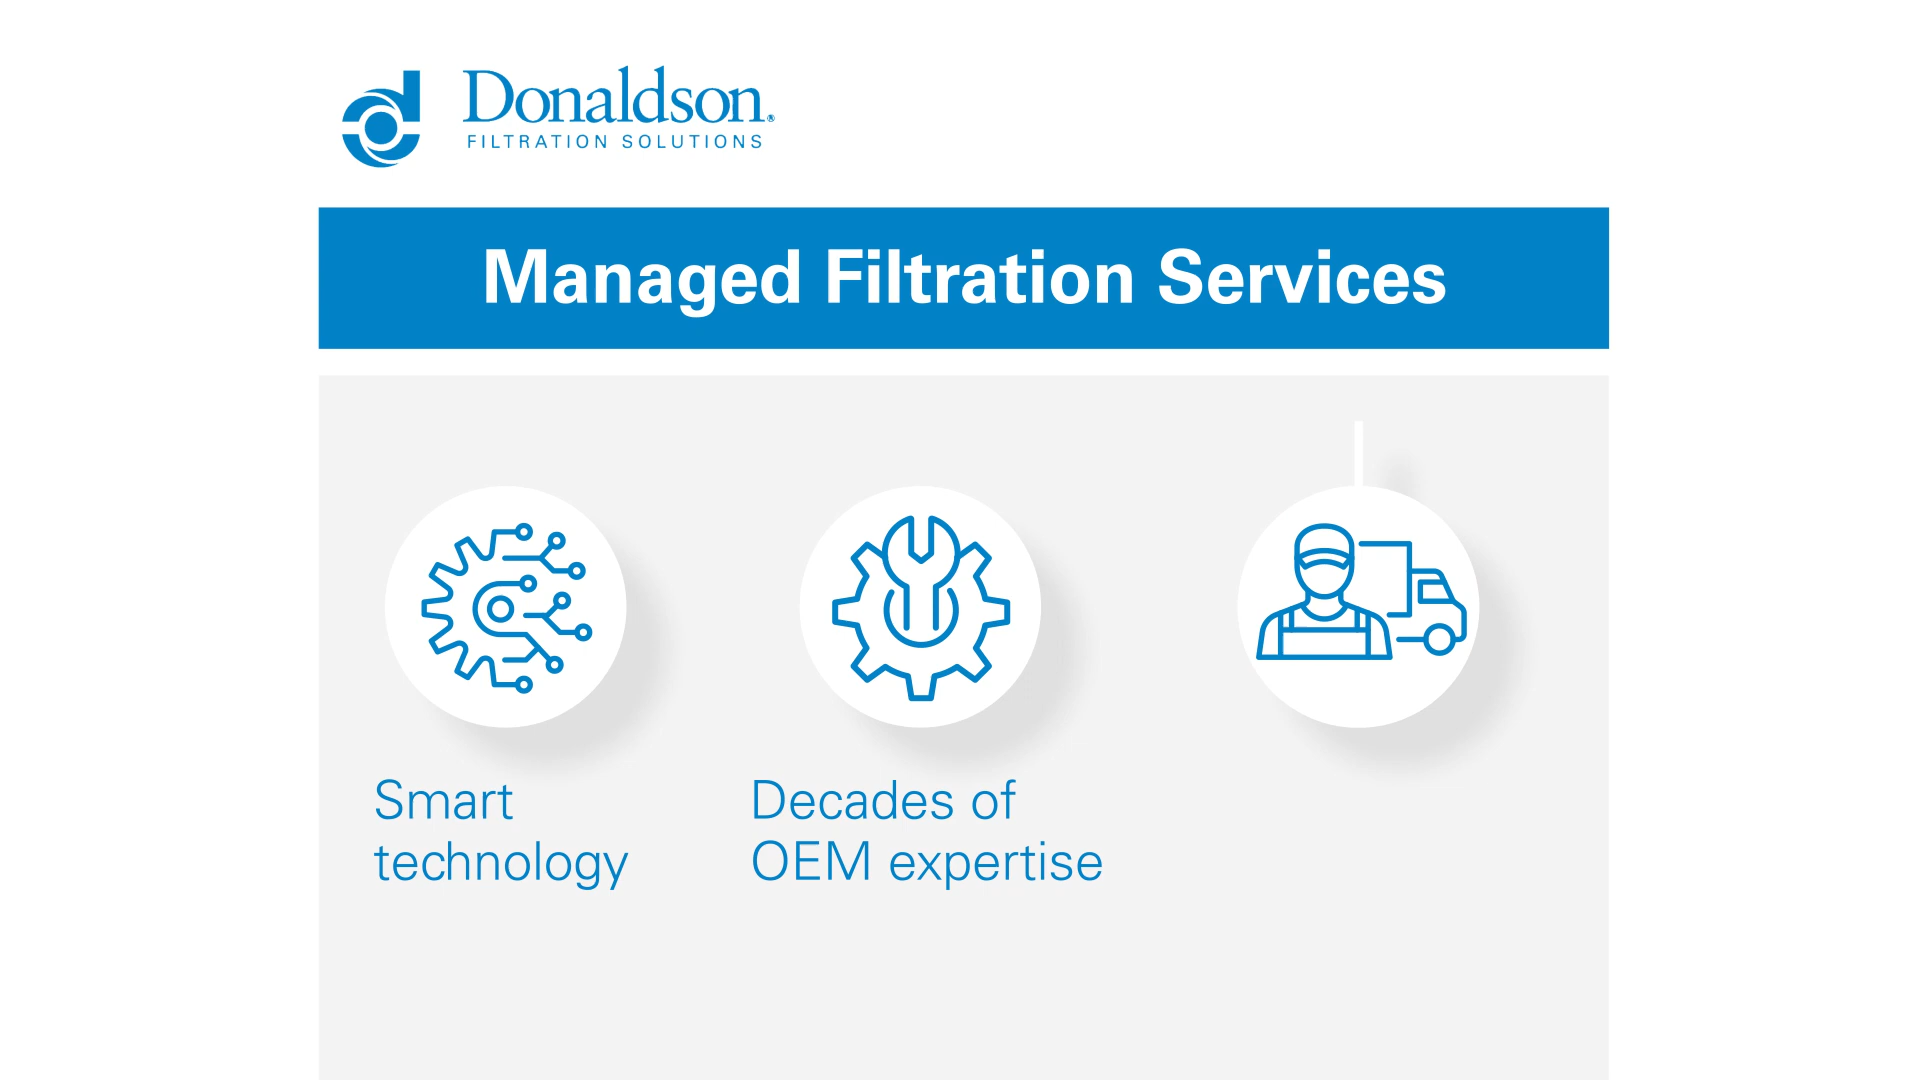 Donaldson®
FILTRATION SOLUTIONS
Managed Filtration Services
Smart
technology
Decades of
OEM expertise